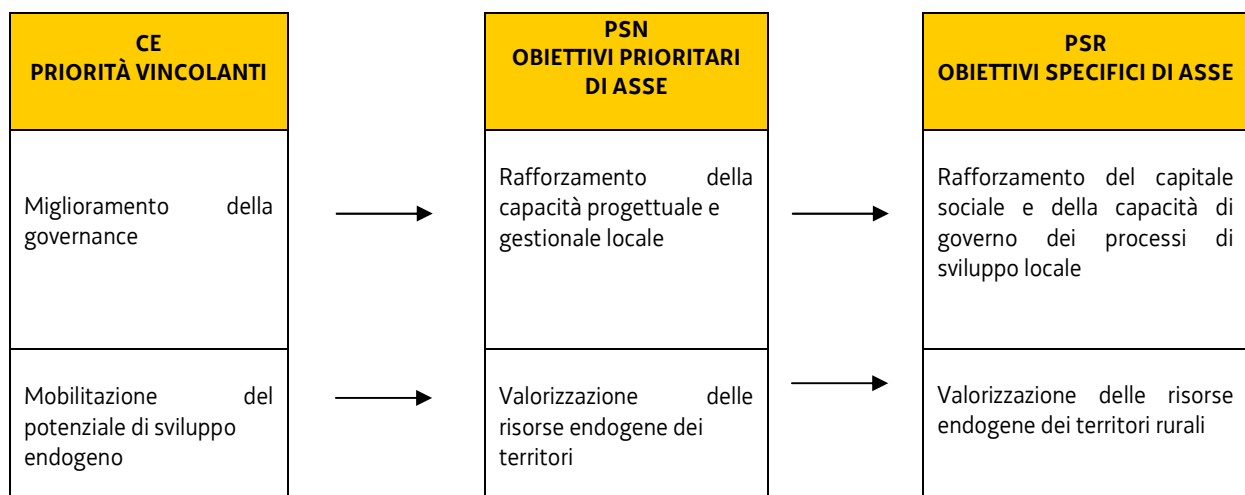 CE
PRIORITÀ VINCOLANTI
PSN
OBIETTIVI PRIORITARI
DI ASSE
PSR
OBIETTIVI SPECIFICI DI ASSE
Miglioramento della
governance
Rafforzamento della
capacità progettuale e
gestionale locale
Rafforzamento del capitale
sociale e della capacità di
governo dei processi di
sviluppo locale
Mobilitazione del
potenziale di sviluppo
endogeno
Valorizzazione delle
risorse endogene dei
territori
Valorizzazione delle risorse
endogene dei territori rurali